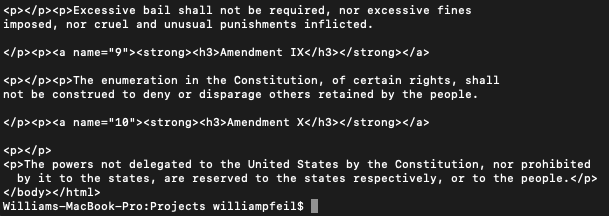 <p></p><p>Excessive bail shall not be required, nor excessive fines
imposed, nor cruel and unusual punishments inflicted.
</p><p><a name="9"><strong><h3>Amendment IX</h3></strong></a>
<p></p><p>The enumeration in the Constitution, of certain rights, shall
not be construed to deny or disparage others retained by the people.
</p><p><a name="10"><strong><h3>Amendment X</h3></strong></a>
<p></p>
<p>The powers not delegated to the United States by the Constitution, nor prohibited
  by it to the states, are reserved to the states respectively, or to the people.</p>
</body></html>
Williams-MacBook-Pro:Projects williampfeil$